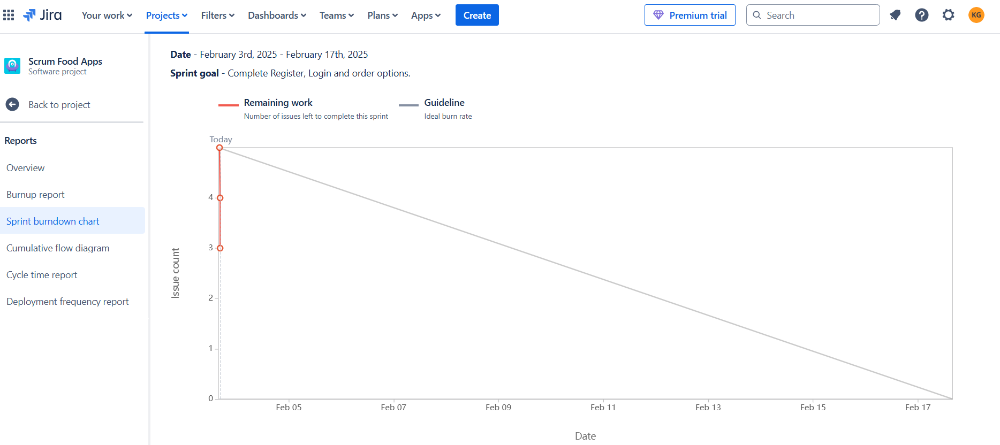 Jira Your work Projects Filters Dashboards Teams Plans Apps Create Premium trial Search KG
Scrum Food Apps
Software project
Back to project
Reports
Overview
Burnup report
Sprint burndown chart
Cumulative flow diagram
Cycle time report
Deployment frequency report
Date - February 3rd, 2025 - February 17th, 2025
Sprint goal - Complete Register, Login and order options.
Remaining work
Number of issues left to complete this sprint
Guideline
Ideal burn rate
Today
4
3
2
1
0
Issue count
Feb 05 Feb 07 Feb 09 Feb 11 Feb 13 Feb 15 Feb 17
Date